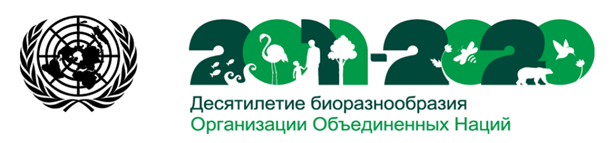 2011-2020
Десятилетие биоразнообразия
Организации Объединенных Наций